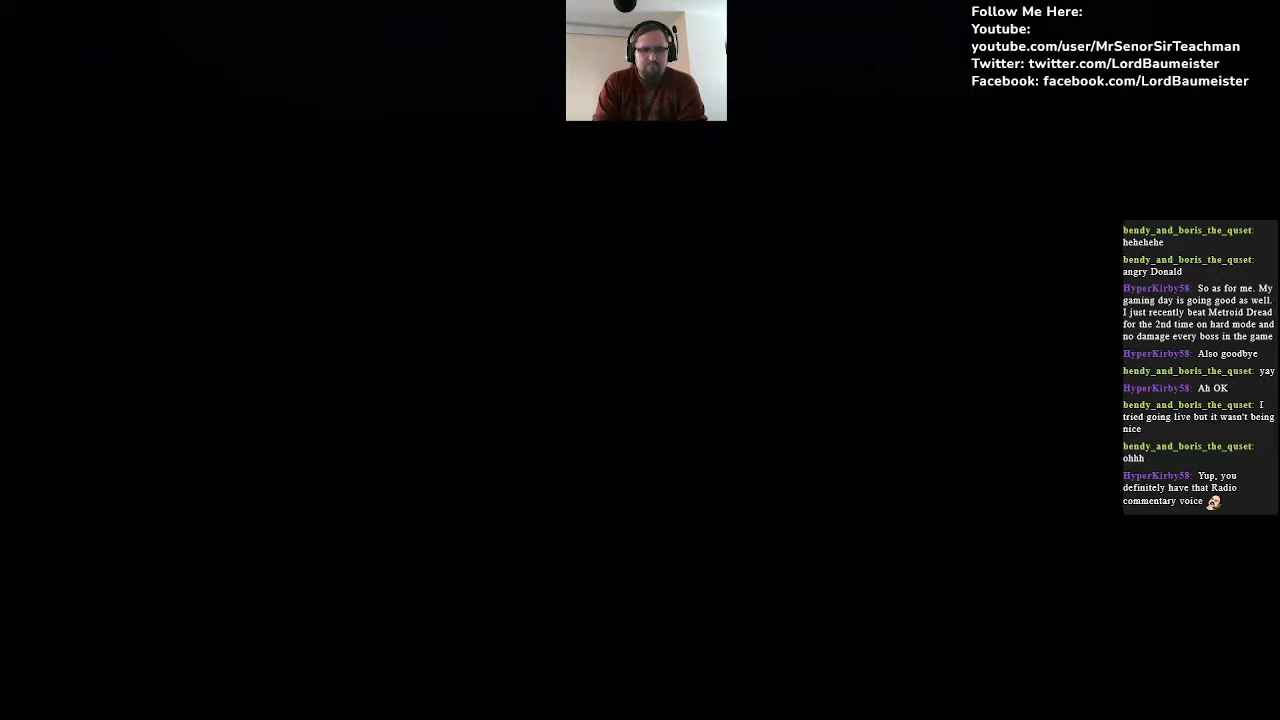 Follow Me Here:
Youtube:
youtube.com/user/MrSenorSirTeachman
Twitter: twitter.com/LordBaumeister
Facebook: facebook.com/LordBaumeister
bendy_and_boris_the_quset:
hehehehe
bendy_and_boris_the_quset:
angry Donald
HyperKirby58: So as for me. My
gaming day is going good as well.
I just recently beat Metroid Dread
for the 2nd time on hard mode and
no damage every boss in the game
HyperKirby58: Also goodbye
bendy_and_boris_the_quset: yay
HyperKirby58: Ah OK
bendy_and_boris_the_quset: I
tried going live but it wasn't being
nice
bendy_and_boris_the_quset:
ohhh
HyperKirby58: Yup, you
definitely have that Radio
commentary voice